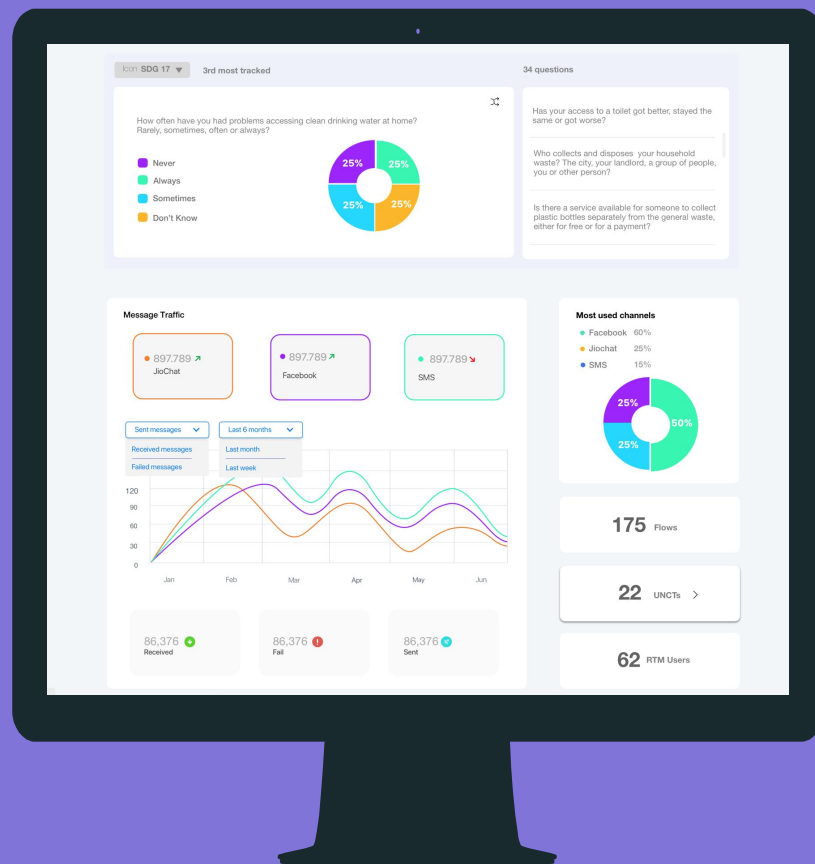 icon SDG 17
3rd most tracked
34 questions
How often have you had problems accessing clean drinking water at home?
Rarely, sometimes, often or always?
Never
Always
Sometimes
Don't Know
25%
25%
25%
25%
Has your access to a toilet got better, stayed the
same or got worse?
Who collects and disposes your household
waste? The city, your landlord, a group of people,
you or other person?
Is there a service available for someone to collect
plastic bottles separately from the general waste,
either for free or for a payment?
Message Traffic
897.789
JioChat
897.789
Facebook
897.789
SMS
Sent messages
Received messages
Failed messages
Last 6 months
Last month
Last week
120
90
60
30
0
Jan
Feb
Mar
Apr
May
Jun
86,376
Received
86,376
Fail
86,376
Sent
Most used channels
Facebook 60%
Jiochat 25%
SMS 15%
25%
50%
25%
175 Flows
22 UNCTs
62 RTM Users